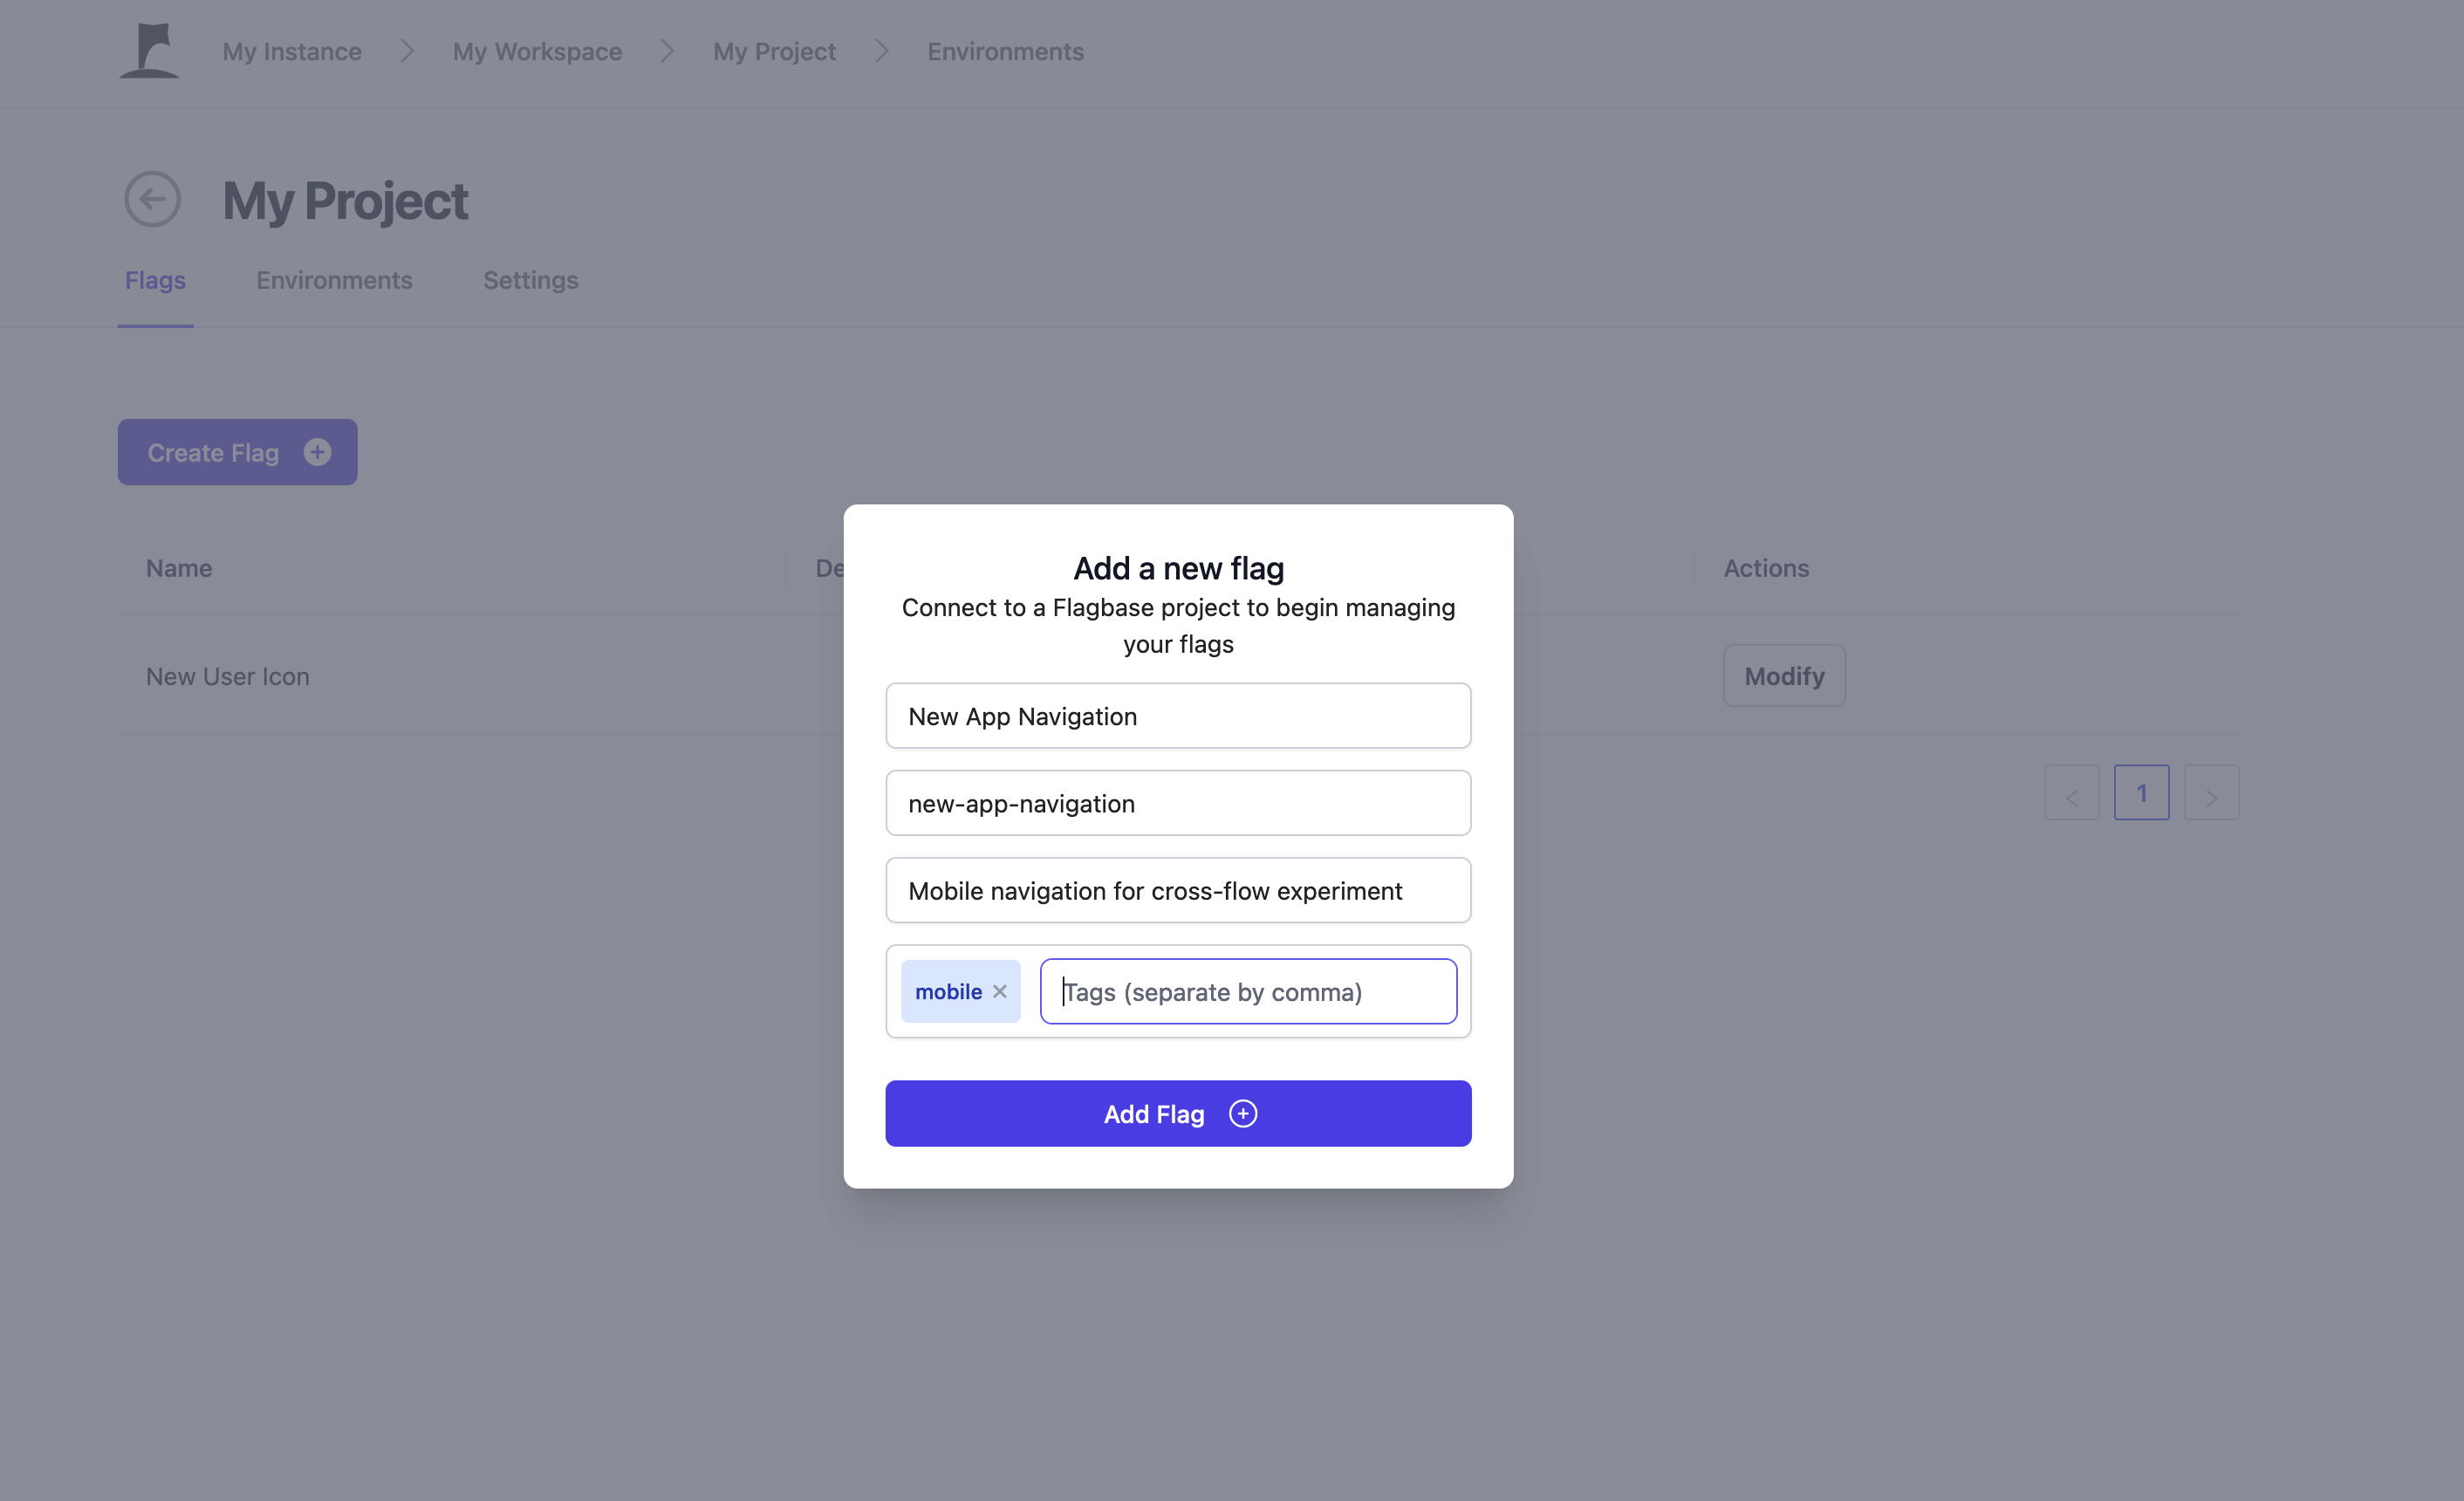 My Instance My Workspace My Project Environments
My Project
Flags Environments Settings
Create Flag
Name De Actions
New User Icon Modify
1
Add a new flag
Connect to a Flagbase project to begin managing
your flags
New App Navigation
new-app-navigation
Mobile navigation for cross-flow experiment
mobile Tags (separate by comma)
Add Flag